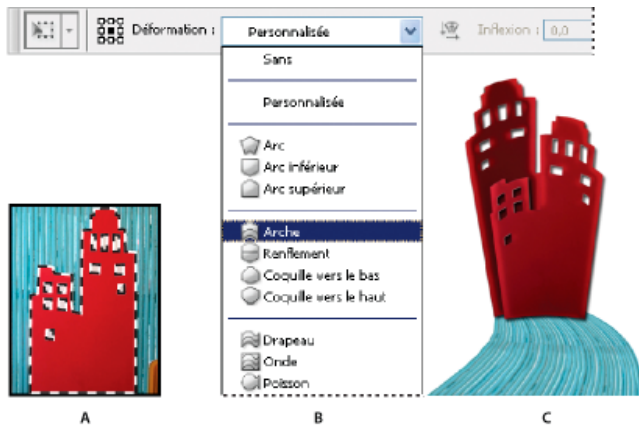 Déformation : Personnalisée Inflexion : 0,0
Sans
Personnalisée
Arc
Arc inférieur
Arc supérieur
Arche
Renflement
Coquille vers le bas
Coquille vers le haut
Drapeau
Onde
Poisson
A B C